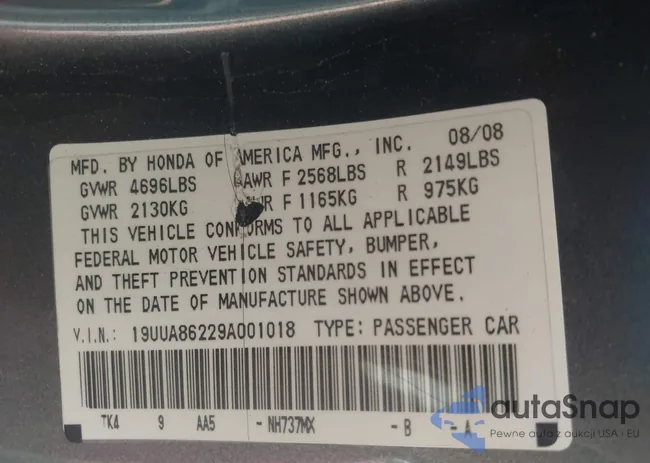 MFD. BY HONDA OF AMERICA MFG., INC. 08/08
GVWR 4696LBS GAWR F 2568LBS R 2149LBS
GVWR 2130KG GAWR F 1165KG R 975KG
THIS VEHICLE CONFORMS TO ALL APPLICABLE
FEDERAL MOTOR VEHICLE SAFETY, BUMPER,
AND THEFT PREVENTION STANDARDS IN EFFECT
ON THE DATE OF MANUFACTURE SHOWN ABOVE.
V.I.N.: 19UUA86229A001018 TYPE: PASSENGER CAR
TK4 9 AA5 - NH737MX - B - A
autaSnap
Pewne auta z aukcji USA i EU